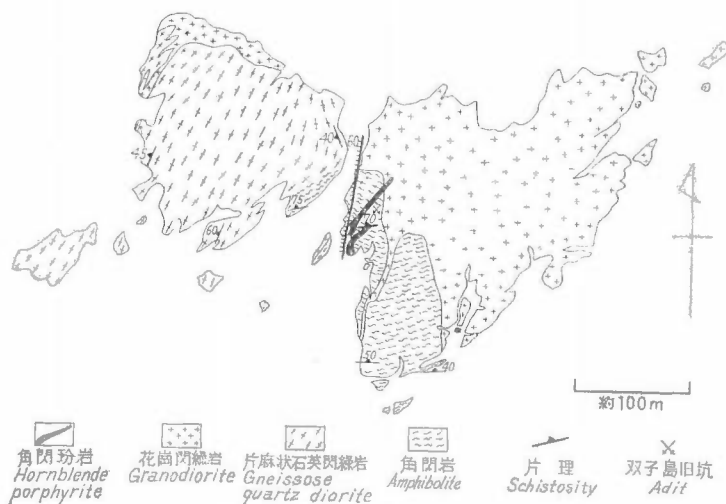 40
60
45
75
60
50
40
約100m
角閃玢岩
Hornblende
porphyrite
花崗閃緑岩
Granodiorite
片麻状石英閃緑岩
Gneissose
quartz diorite
角閃岩
Amphibolite
片理
Schistosity
双子島旧坑
Adit